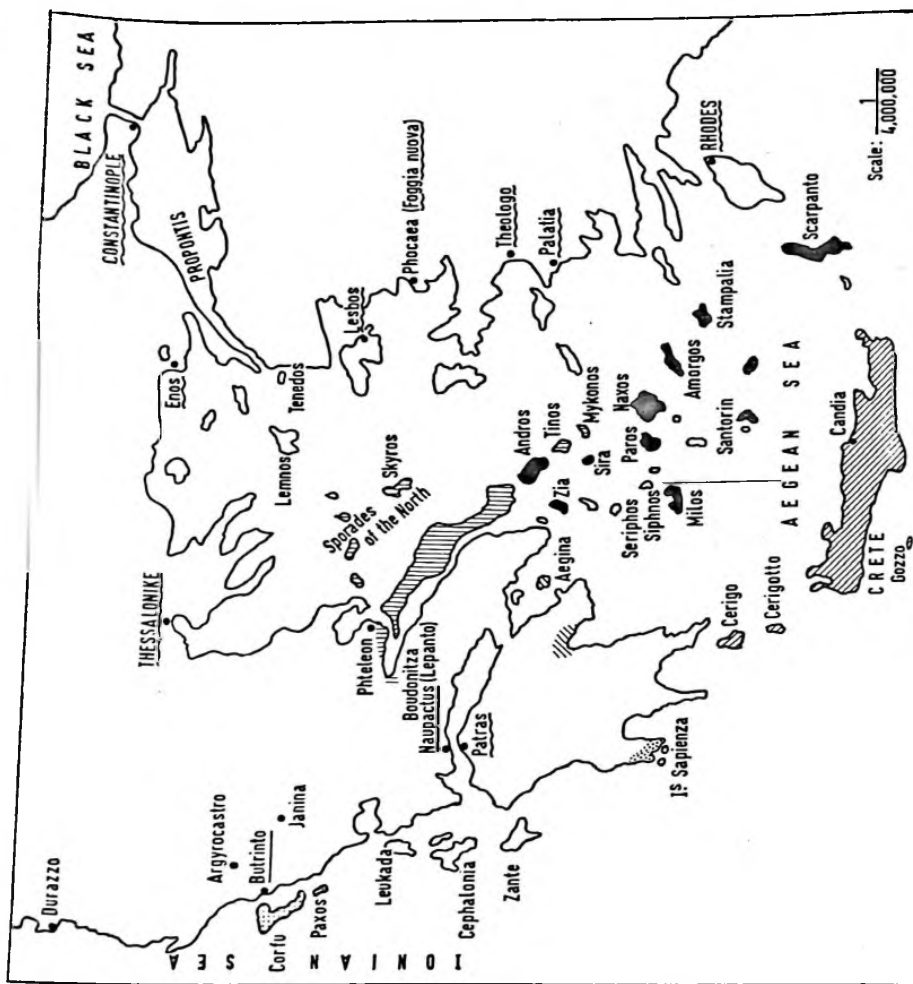 BLACK SEA
CONSTANTINOPLE
PROPONTIS
Durazzo
Argyrocastro
Butrinto
Janina
Corfu
Paxos
IONIAN SEA
THESSALONIKE
Enos
Lemnos
Tenedos
Lesbos
Phocaea (Foggia nuova)
Sporades
of the North
Skyros
Phteleon
Boudonitza
Naupactus (Lepanto)
Patras
Leukada
Cephalonia
Zante
Aegina
Andros
Tinos
Zia
Mykonos
Sira
Theologo
Palatia
Naxos
Paros
Seriphos
Siphnos
Milos
Amorgos
Santorin
Stampalia
RHODES
Scarpanto
Is Sapienza
Cerigo
Cerigotto
AEGEAN SEA
Candia
CRETE
Gozzo
Scale: 1
4,000,000